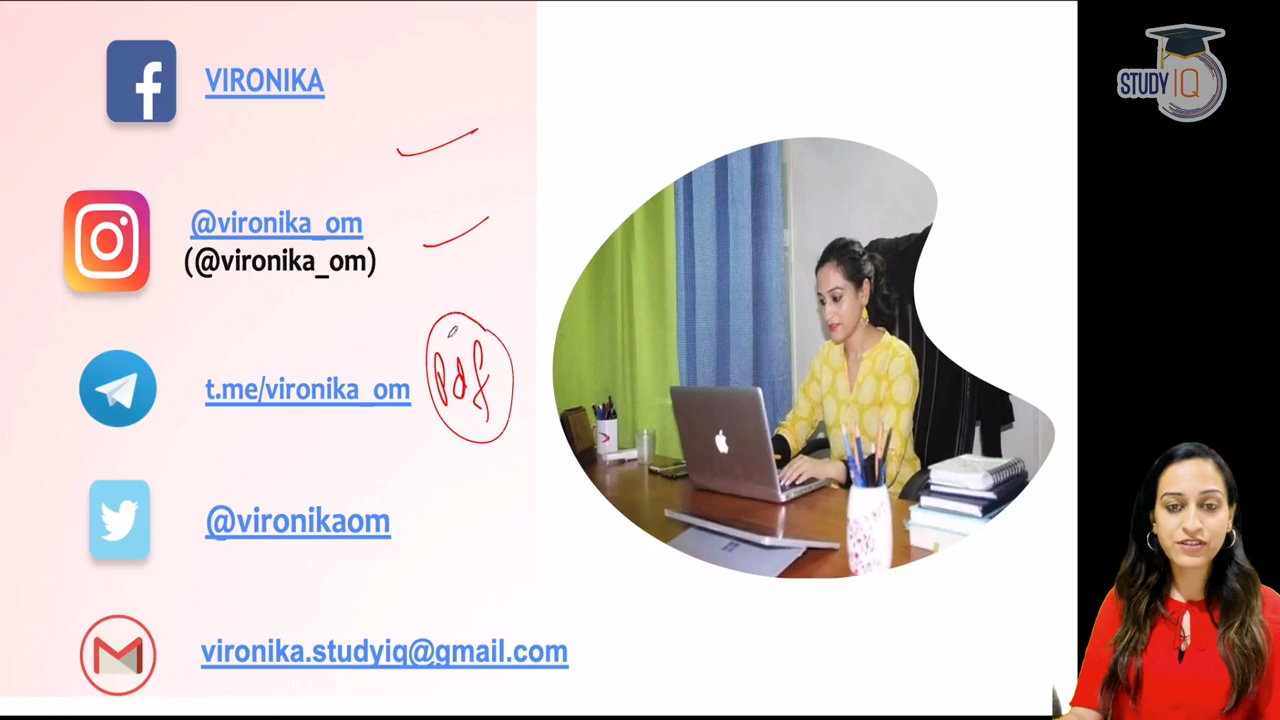 VIRONIKA
@vironika_om
(@vironika_om)
t.me/vironika_om
Pdf
@vironikaom
vironika.studyiq@gmail.com
STUDY IQ